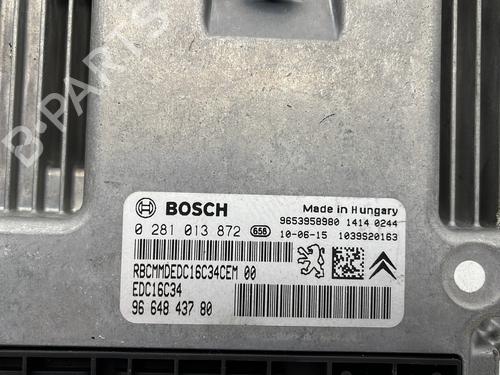 B-PARTS
BOSCH
Made in Hungary
9653958980 1414 0244
0 281 013 872 658 10-06-15 1039S20163
RBCMMDEDC16C34CEM 00
EDC16C34
96 648 437 80